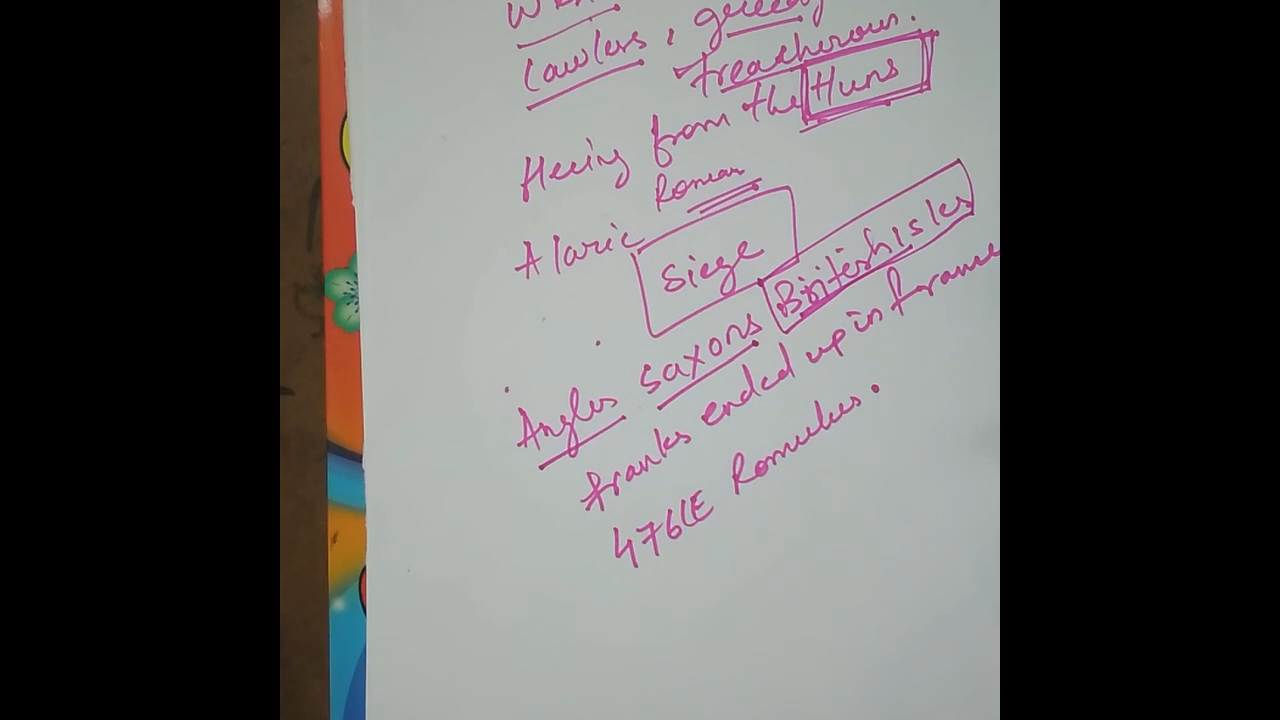 Lawless, greedy
Treacherous.
fleeing from the Huns
Roman
Alaric Siege
Angles saxons British isles
franks ended up in france
476CE Romulus.